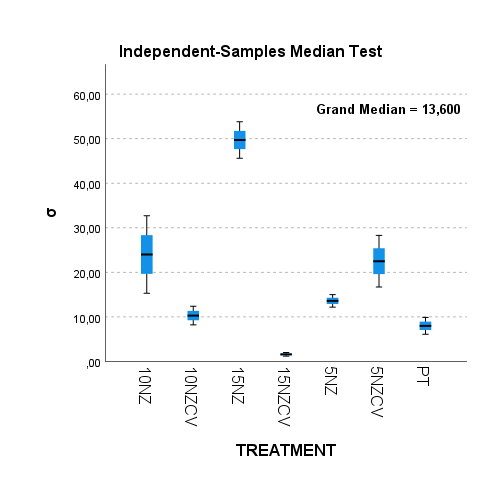 Independent-Samples Median Test
Grand Median = 13,600
60,00
50,00
40,00
30,00
20,00
10,00
,00
σ
10NZ
10NZCV
15NZ
15NZCV
5NZ
5NZCV
PT
TREATMENT